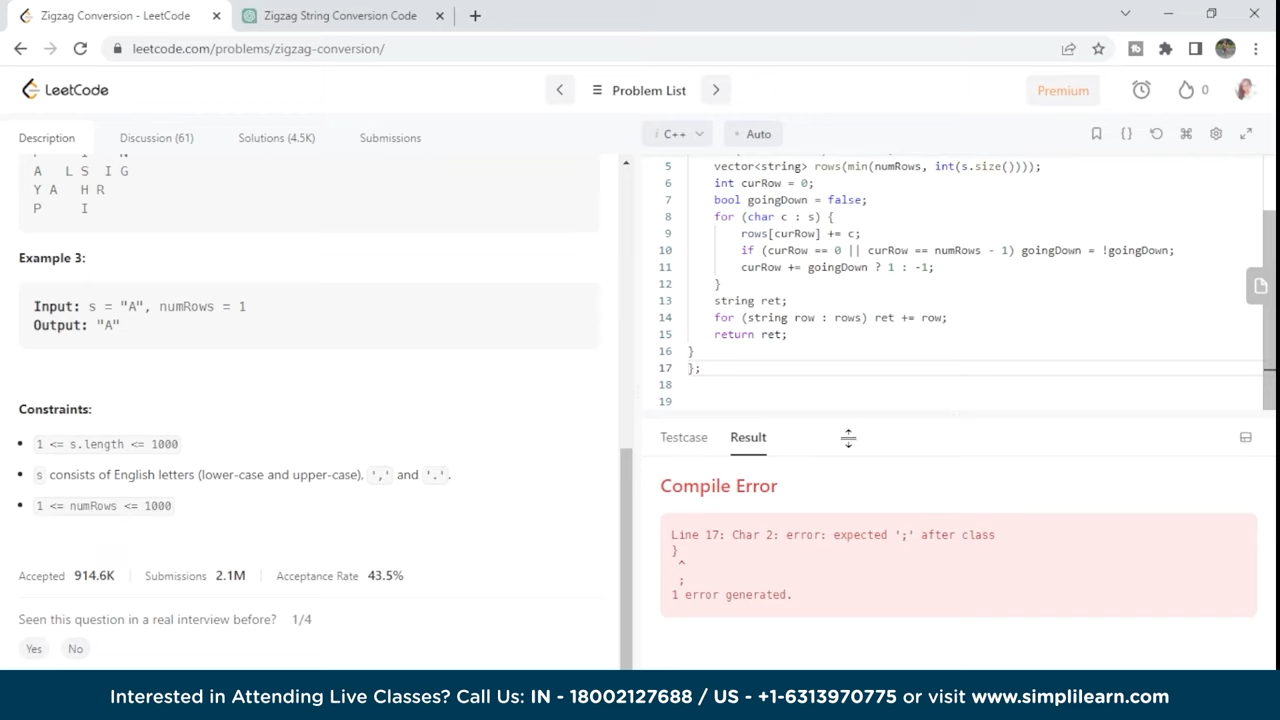 Zigzag Conversion - LeetCode
Zigzag String Conversion Code
leetcode.com/problems/zigzag-conversion/
LeetCode
Problem List
Premium
0
Description
Discussion (61)
Solutions (4.5K)
Submissions
i C++
Auto
A   L S  I G
Y A   H R
P     I
Example 3:
Input: s = "A", numRows = 1
Output: "A"
Constraints:
1 <= s.length <= 1000
s consists of English letters (lower-case and upper-case), ',' and '.'.
1 <= numRows <= 1000
Accepted 914.6K
Submissions 2.1M
Acceptance Rate 43.5%
Seen this question in a real interview before? 1/4
Yes
No
5 vector<string> rows(min(numRows, int(s.size())));
6 int curRow = 0;
7 bool goingDown = false;
8 for (char c : s) {
9 rows[curRow] += c;
10 if (curRow == 0 || curRow == numRows - 1) goingDown = !goingDown;
11 curRow += goingDown ? 1 : -1;
12 }
13 string ret;
14 for (string row : rows) ret += row;
15 return ret;
16 }
17 };
18
19
Testcase
Result
Compile Error
Line 17: Char 2: error: expected ';' after class
}
^
;
1 error generated.
Interested in Attending Live Classes? Call Us: IN - 18002127688 / US - +1-6313970775 or visit www.simplilearn.com